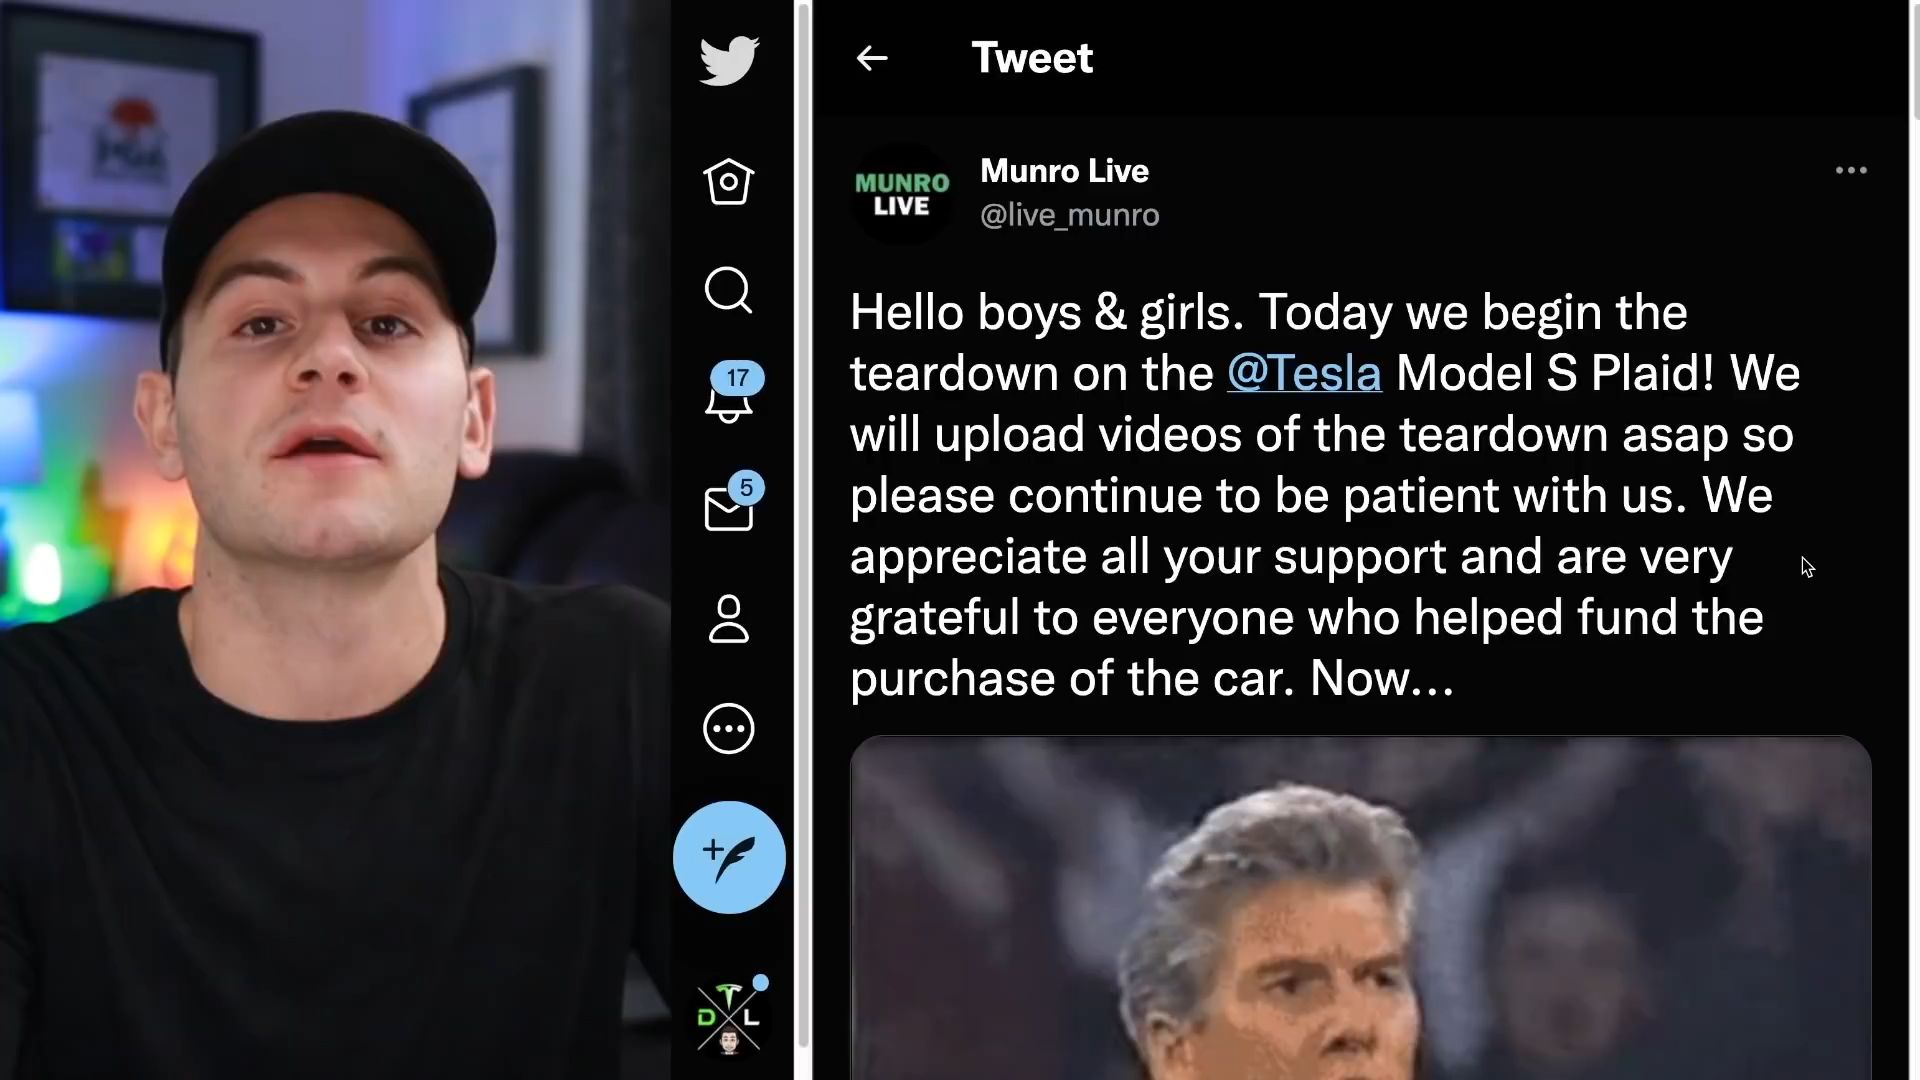 Tweet
MUNRO
LIVE
Munro Live
@live_munro
Hello boys & girls. Today we begin the
teardown on the @Tesla Model S Plaid! We
will upload videos of the teardown asap so
please continue to be patient with us. We
appreciate all your support and are very
grateful to everyone who helped fund the
purchase of the car. Now...
17
5
D L